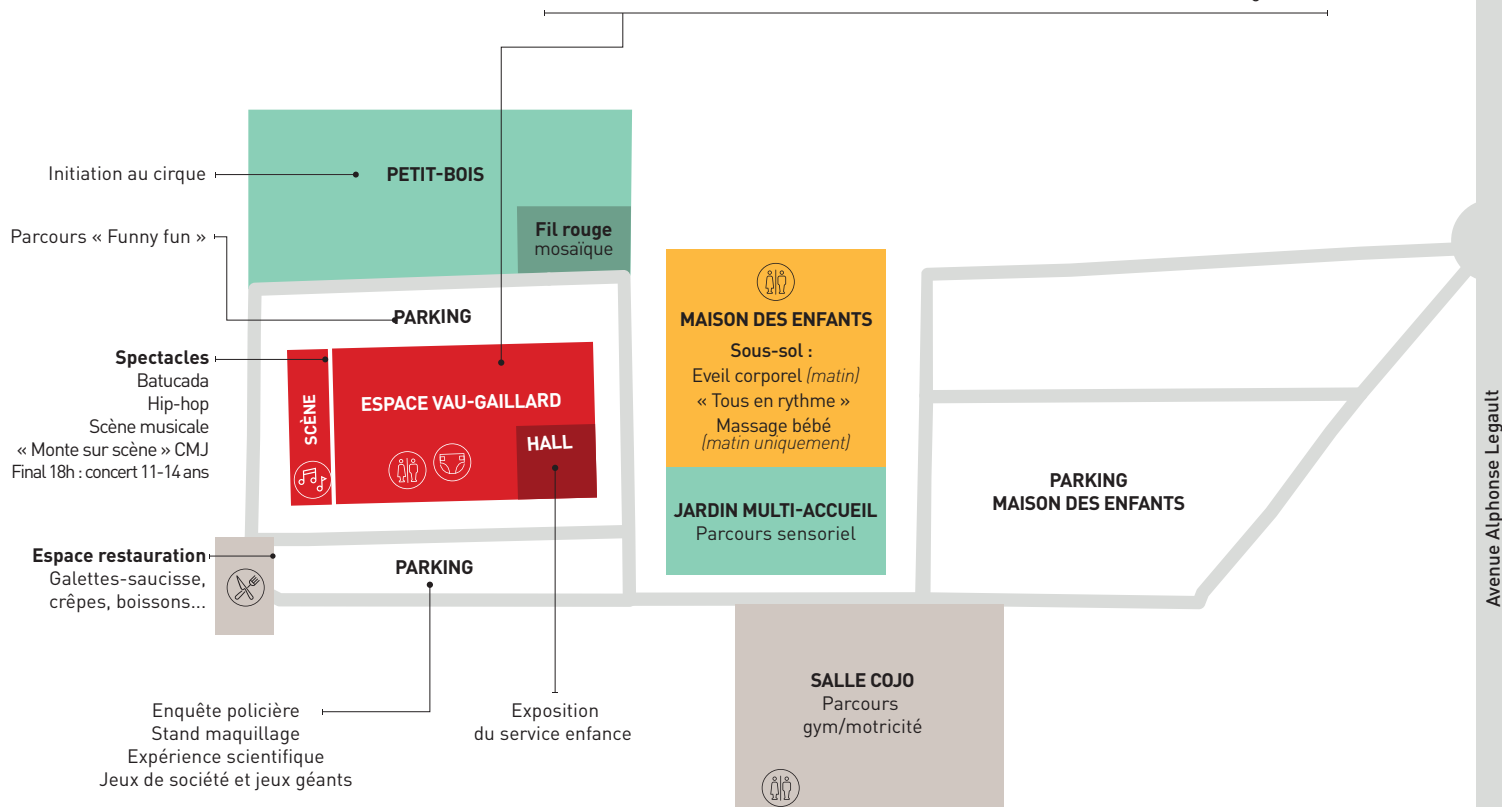 Initiation au cirque
PETIT-BOIS
Parcours « Funny fun »
Fil rouge
mosaïque
PARKING
Spectacles
Batucada
Hip-hop
Scène musicale
« Monte sur scène » CMJ
Final 18h : concert 11-14 ans
SCÈNE
ESPACE VAU-GAILLARD
HALL
MAISON DES ENFANTS
Sous-sol :
Eveil corporel (matin)
« Tous en rythme »
Massage bébé
(matin uniquement)
JARDIN MULTI-ACCUEIL
Parcours sensoriel
PARKING
MAISON DES ENFANTS
Avenue Alphonse Legault
Espace restauration
Galettes-saucisse,
crêpes, boissons...
PARKING
Enquête policière
Stand maquillage
Expérience scientifique
Jeux de société et jeux géants
Exposition
du service enfance
SALLE COJO
Parcours
gym/motricité